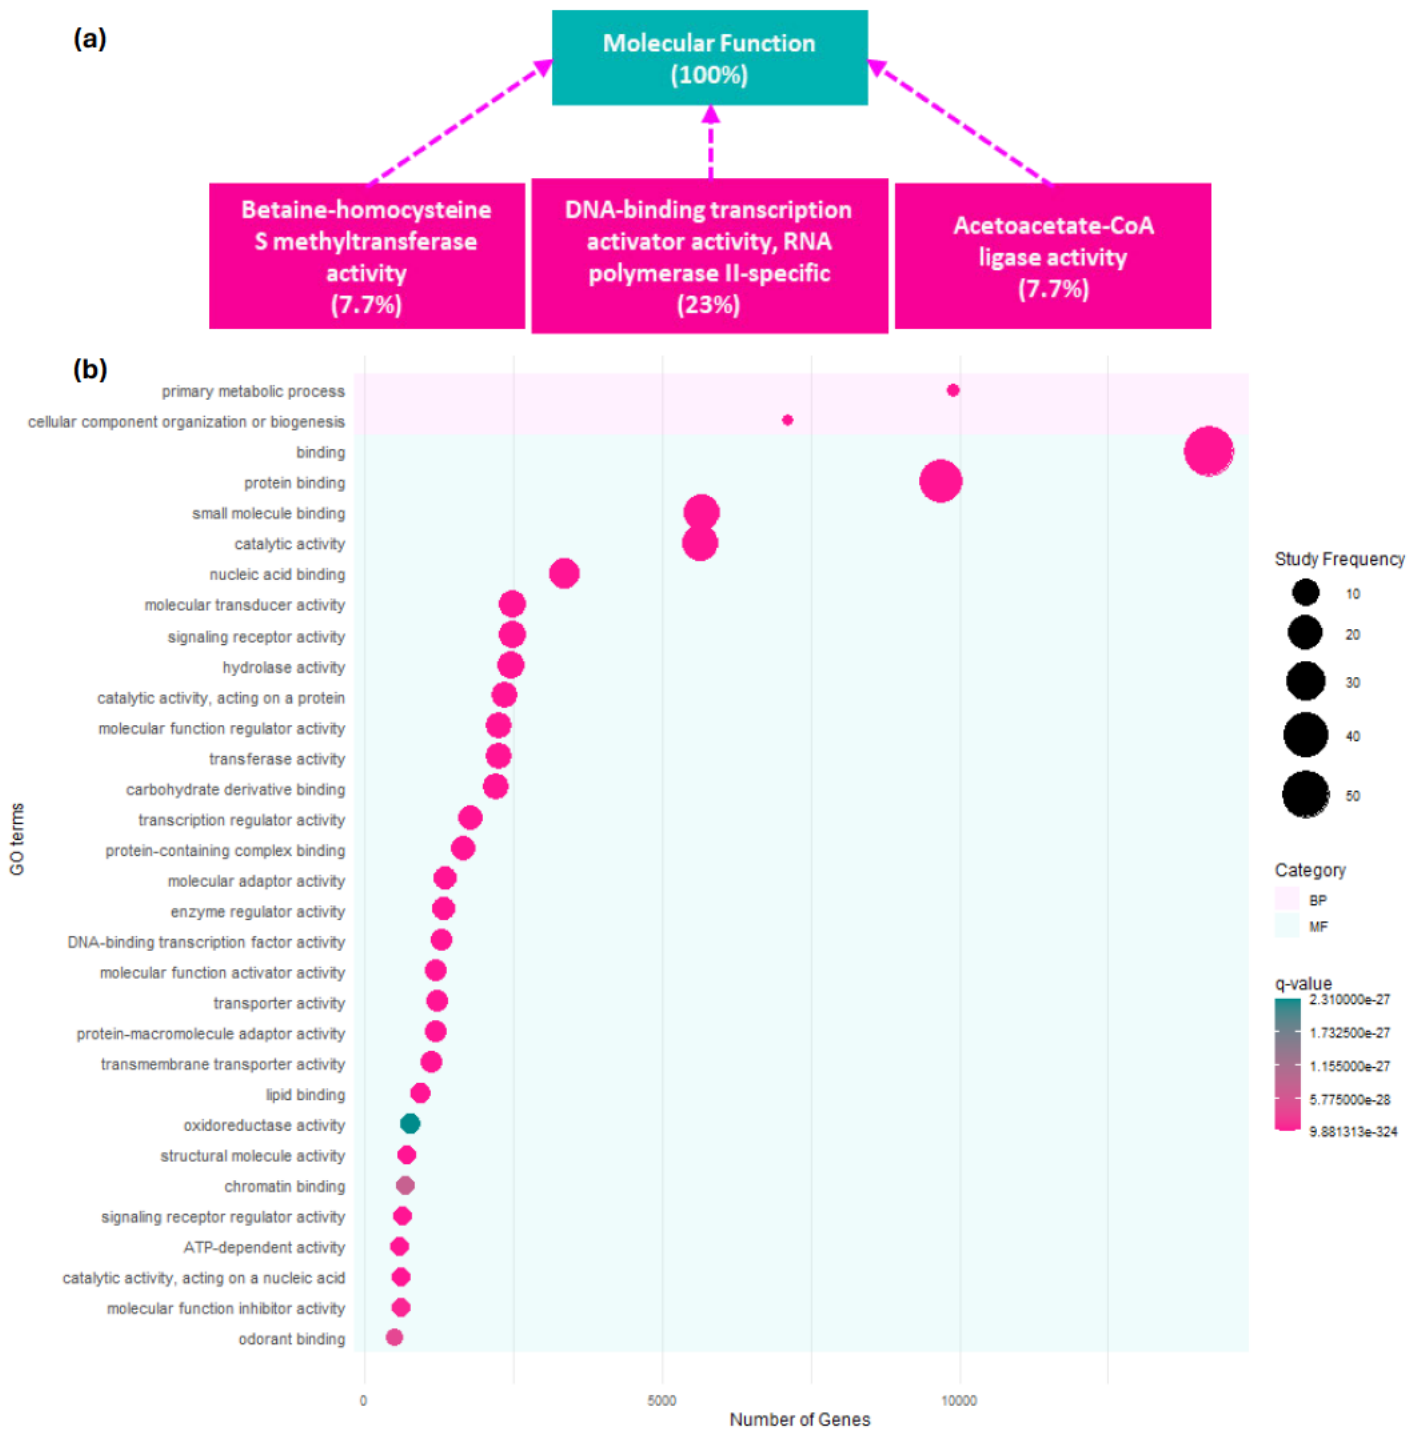 (a)
Molecular Function
(100%)
Betaine-homocysteine
S methyltransferase
activity
(7.7%)
DNA-binding transcription
activator activity, RNA
polymerase II-specific
(23%)
Acetoacetate-CoA
ligase activity
(7.7%)
(b)
GO terms
primary metabolic process
cellular component organization or biogenesis
binding
protein binding
small molecule binding
catalytic activity
nucleic acid binding
molecular transducer activity
signaling receptor activity
hydrolase activity
catalytic activity, acting on a protein
molecular function regulator activity
transferase activity
carbohydrate derivative binding
transcription regulator activity
protein-containing complex binding
molecular adaptor activity
enzyme regulator activity
DNA-binding transcription factor activity
molecular function activator activity
transporter activity
protein-macromolecule adaptor activity
transmembrane transporter activity
lipid binding
oxidoreductase activity
structural molecule activity
chromatin binding
signaling receptor regulator activity
ATP-dependent activity
catalytic activity, acting on a nucleic acid
molecular function inhibitor activity
odorant binding
0
5000
10000
Number of Genes
Study Frequency
10
20
30
40
50
Category
BP
MF
q-value
2.310000e-27
1.732500e-27
1.155000e-27
5.775000e-28
9.881313e-324